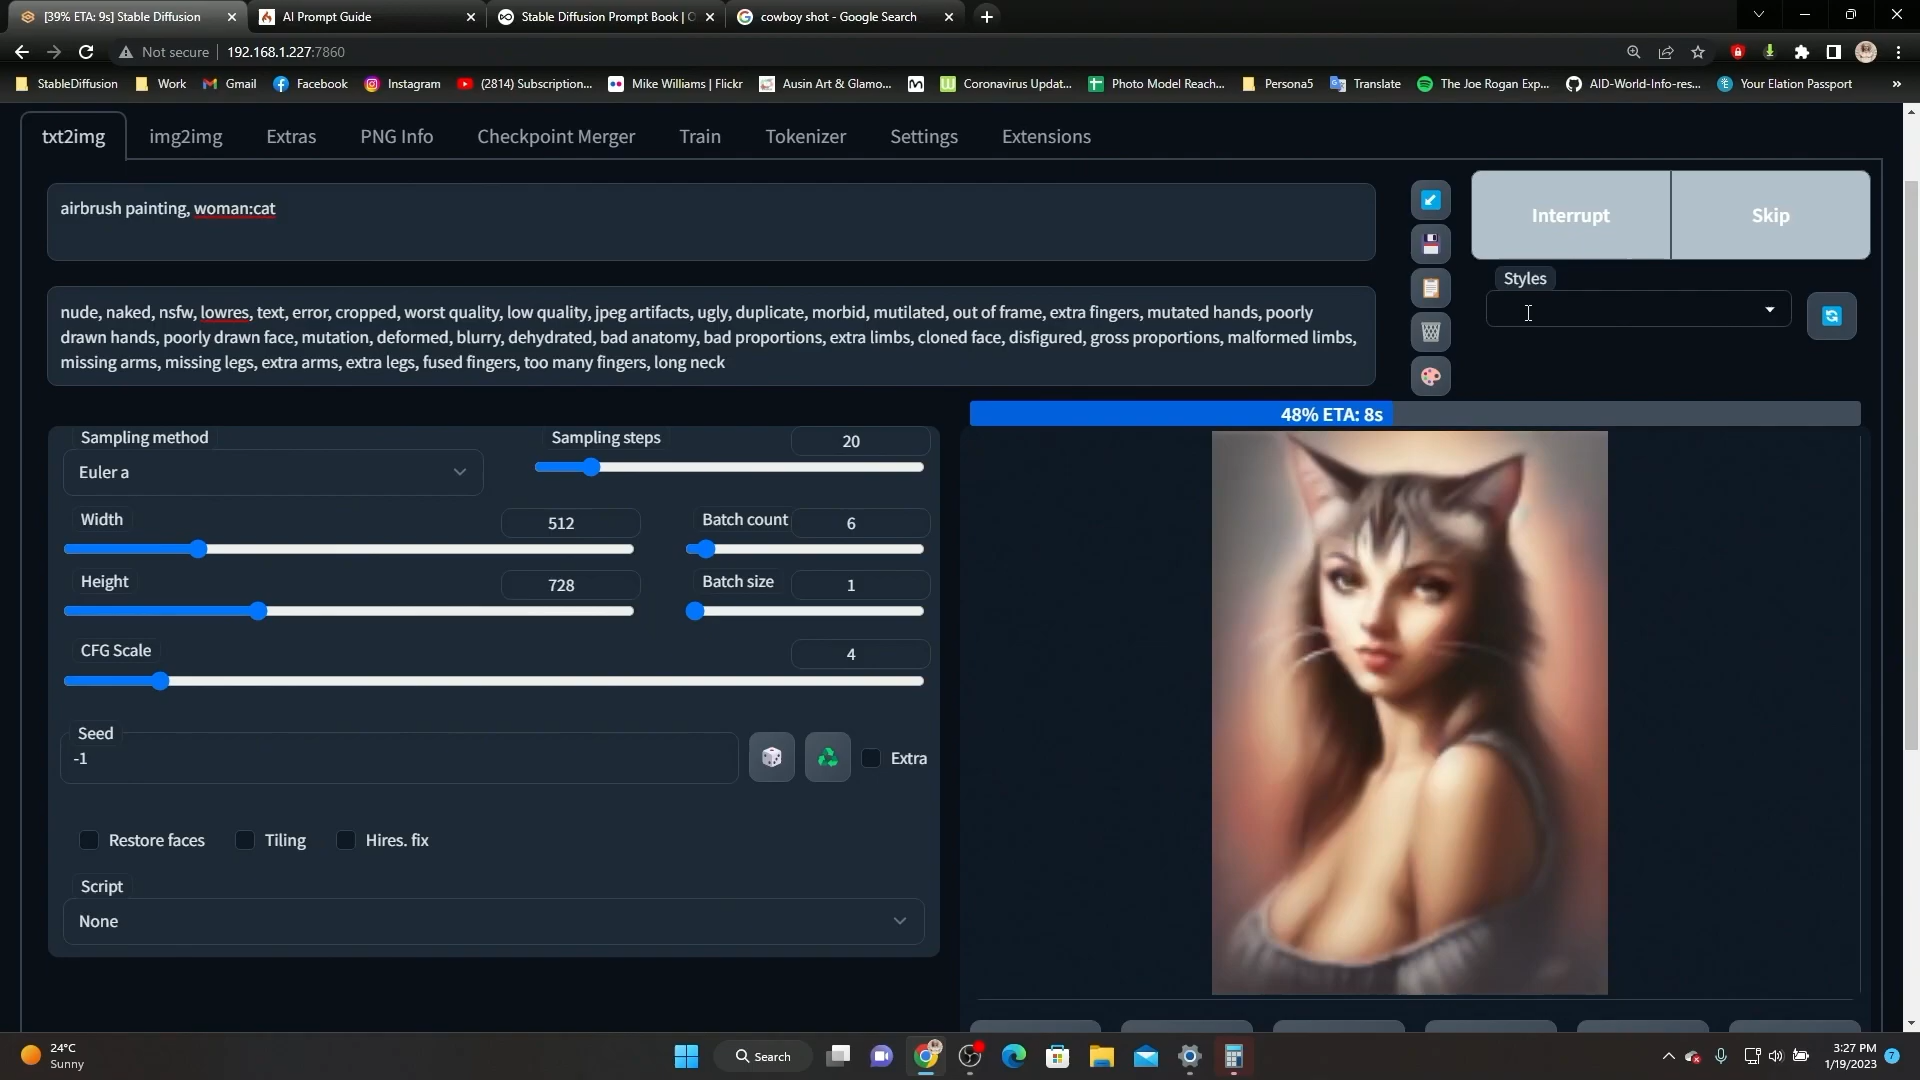 [39% ETA: 9s] Stable Diffusion
AI Prompt Guide
Stable Diffusion Prompt Book |
cowboy shot - Google Search
Not secure
192.168.1.227:7860
StableDiffusion
Work
Gmail
Facebook
Instagram
(2814) Subscription...
Mike Williams | Flickr
Ausin Art & Glamo...
Coronavirus Updat...
Photo Model Reach...
Persona5
Translate
The Joe Rogan Exp...
AID-World-Info-res...
Your Elation Passport
»
txt2img
img2img
Extras
PNG Info
Checkpoint Merger
Train
Tokenizer
Settings
Extensions
airbrush painting, woman:cat
Interrupt
Skip
Styles
nude, naked, nsfw, lowres, text, error, cropped, worst quality, low quality, jpeg artifacts, ugly, duplicate, morbid, mutilated, out of frame, extra fingers, mutated hands, poorly
drawn hands, poorly drawn face, mutation, deformed, blurry, dehydrated, bad anatomy, bad proportions, extra limbs, cloned face, disfigured, gross proportions, malformed limbs,
missing arms, missing legs, extra arms, extra legs, fused fingers, too many fingers, long neck
48% ETA: 8s
Sampling method
Euler a
Sampling steps
20
Width
512
Batch count
6
Height
728
Batch size
1
CFG Scale
4
Seed
-1
Extra
Restore faces
Tiling
Hires. fix
Script
None
24°C
Sunny
Search
3:27 PM
1/19/2023
7